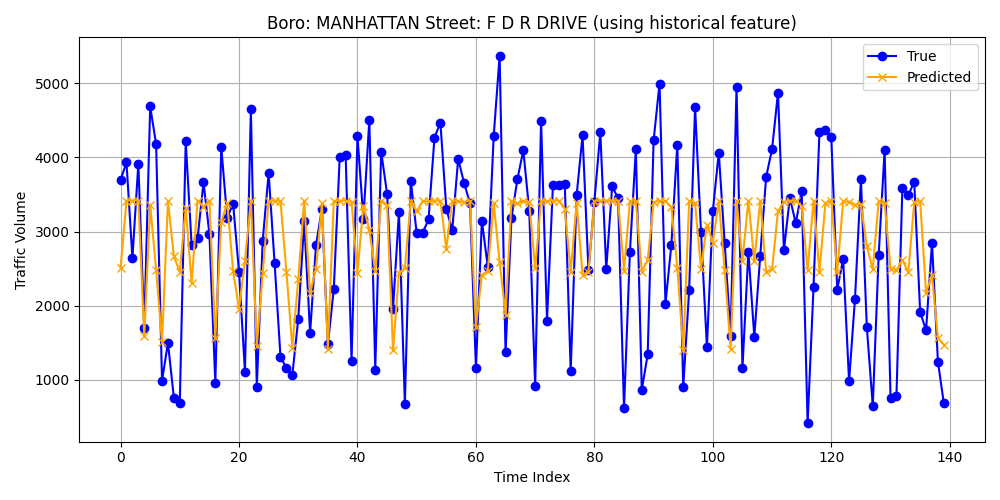 Boro: MANHATTAN Street: F D R DRIVE (using historical feature)
True
Predicted
Traffic Volume
5000
4000
3000
2000
1000
0 20 40 60 80 100 120 140
Time Index